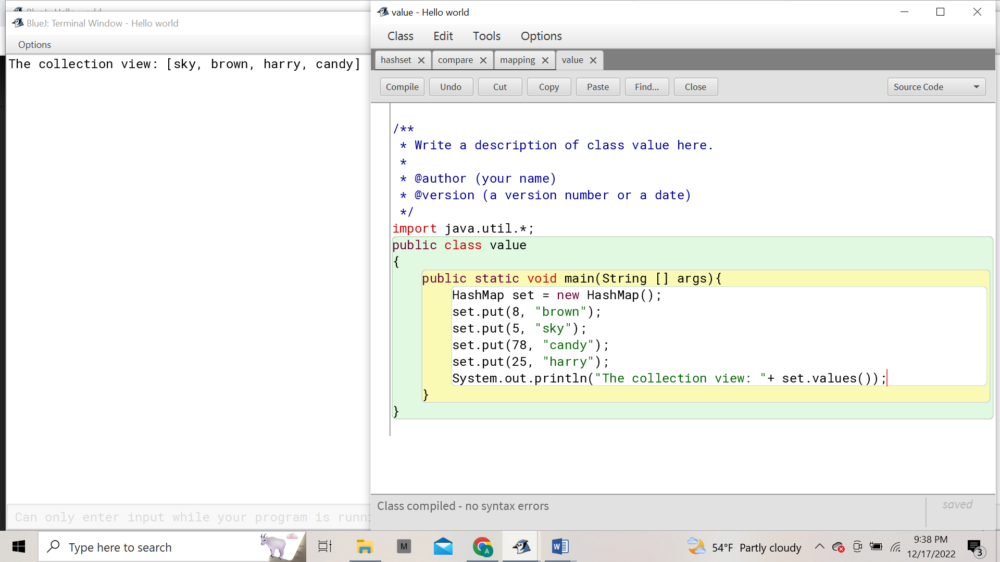 BlueJ: Hello world
BlueJ: Terminal Window - Hello world
Options
The collection view: [sky, brown, harry, candy]
Can only enter input while your program is runni
value - Hello world
Class Edit Tools Options
hashset compare mapping value
Compile Undo Cut Copy Paste Find... Close Source Code
/**
* Write a description of class value here.
*
* @author (your name)
* @version (a version number or a date)
*/
import java.util.*;
public class value
{
public static void main(String [] args){
HashMap set = new HashMap();
set.put(8, "brown");
set.put(5, "sky");
set.put(78, "candy");
set.put(25, "harry");
System.out.println("The collection view: "+ set.values());
}
}
Class compiled - no syntax errors
saved
Type here to search
M
A
W
54°F Partly cloudy
9:38 PM
12/17/2022
3